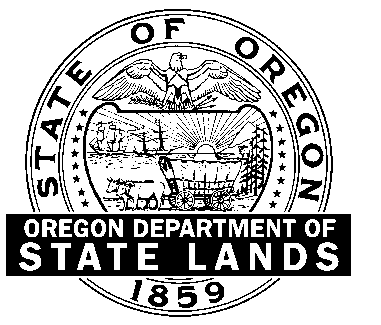 STATE OF OREGON
OREGON DEPARTMENT OF
STATE LANDS
1859